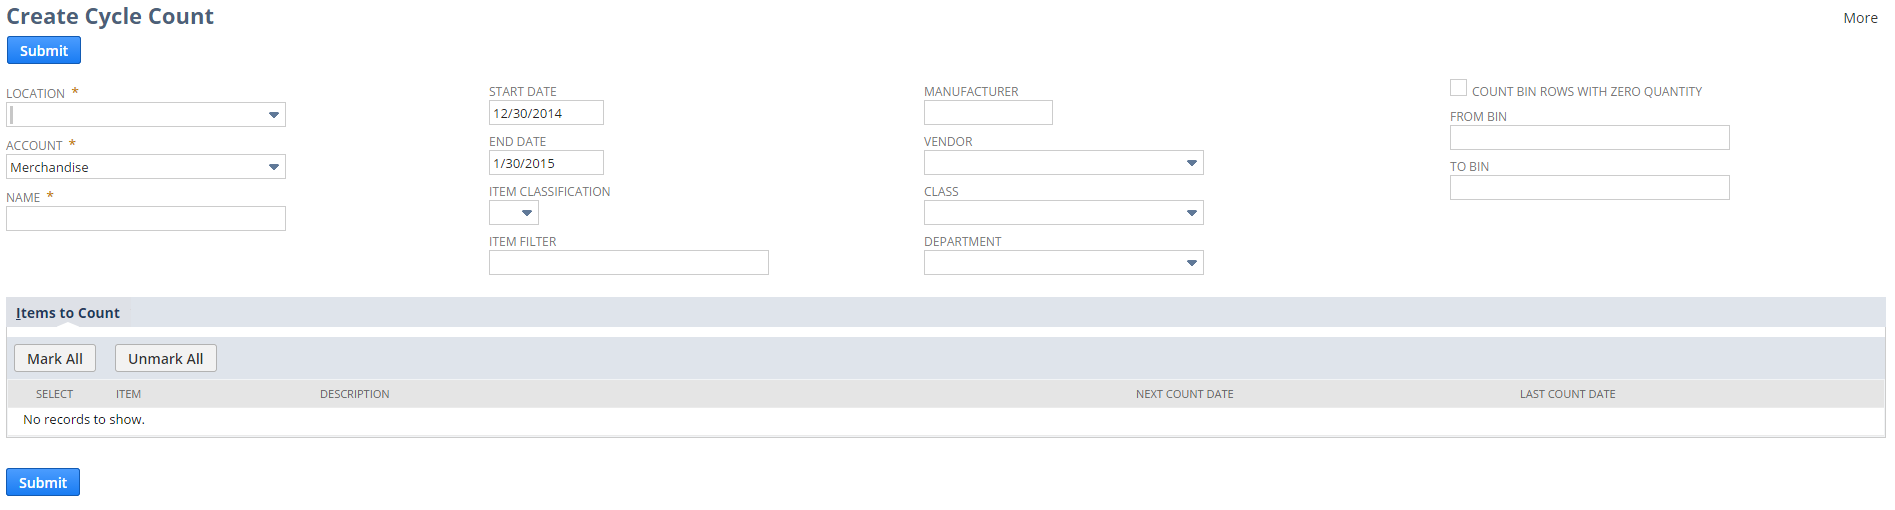 Create Cycle Count
More
Submit
LOCATION *
ACCOUNT *
Merchandise
NAME *
START DATE
12/30/2014
END DATE
1/30/2015
ITEM CLASSIFICATION
ITEM FILTER
MANUFACTURER
VENDOR
CLASS
DEPARTMENT
COUNT BIN ROWS WITH ZERO QUANTITY
FROM BIN
TO BIN
Items to Count
Mark All Unmark All
SELECT ITEM DESCRIPTION NEXT COUNT DATE LAST COUNT DATE
No records to show.
Submit